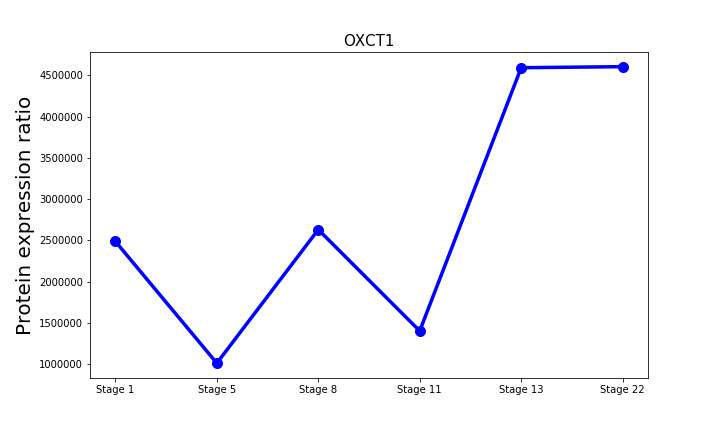 OXCT1
Protein expression ratio
4500000
4000000
3500000
3000000
2500000
2000000
1500000
1000000
Stage 1
Stage 5
Stage 8
Stage 11
Stage 13
Stage 22